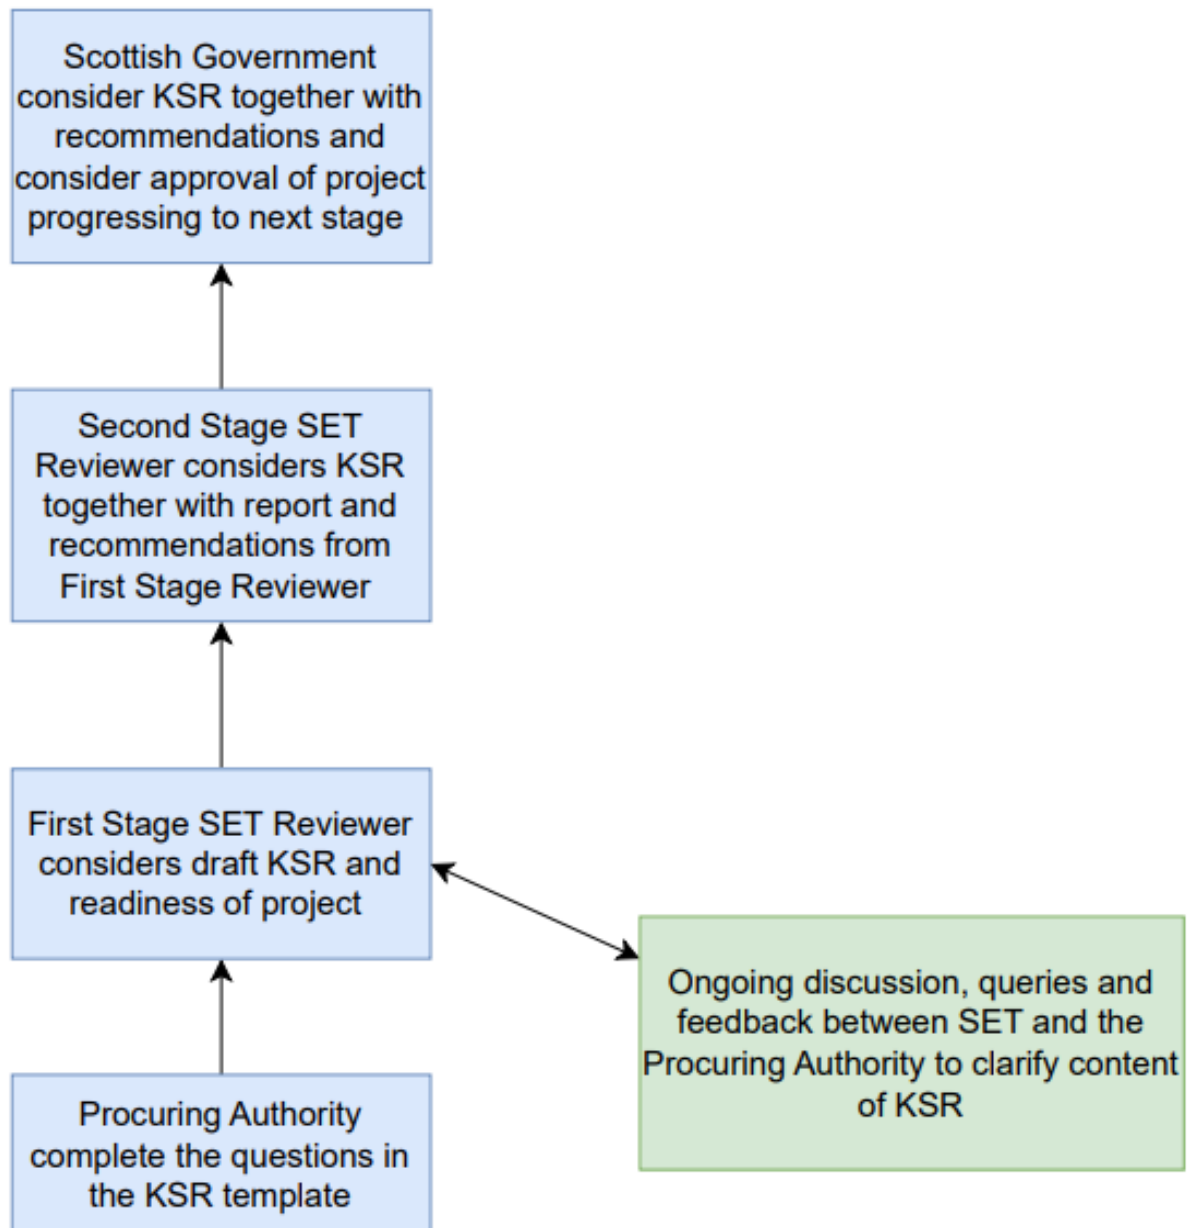 Scottish Government
consider KSR together with
recommendations and
consider approval of project
progressing to next stage
Second Stage SET
Reviewer considers KSR
together with report and
recommendations from
First Stage Reviewer
First Stage SET Reviewer
considers draft KSR and
readiness of project
Ongoing discussion, queries and
feedback between SET and the
Procuring Authority to clarify content
of KSR
Procuring Authority
complete the questions in
the KSR template